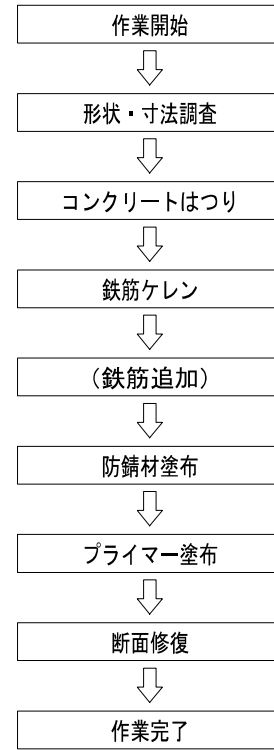 作業開始
形状・寸法調査
コンクリートはつり
鉄筋ケレン
（鉄筋追加）
防錆材塗布
プライマー塗布
断面修復
作業完了